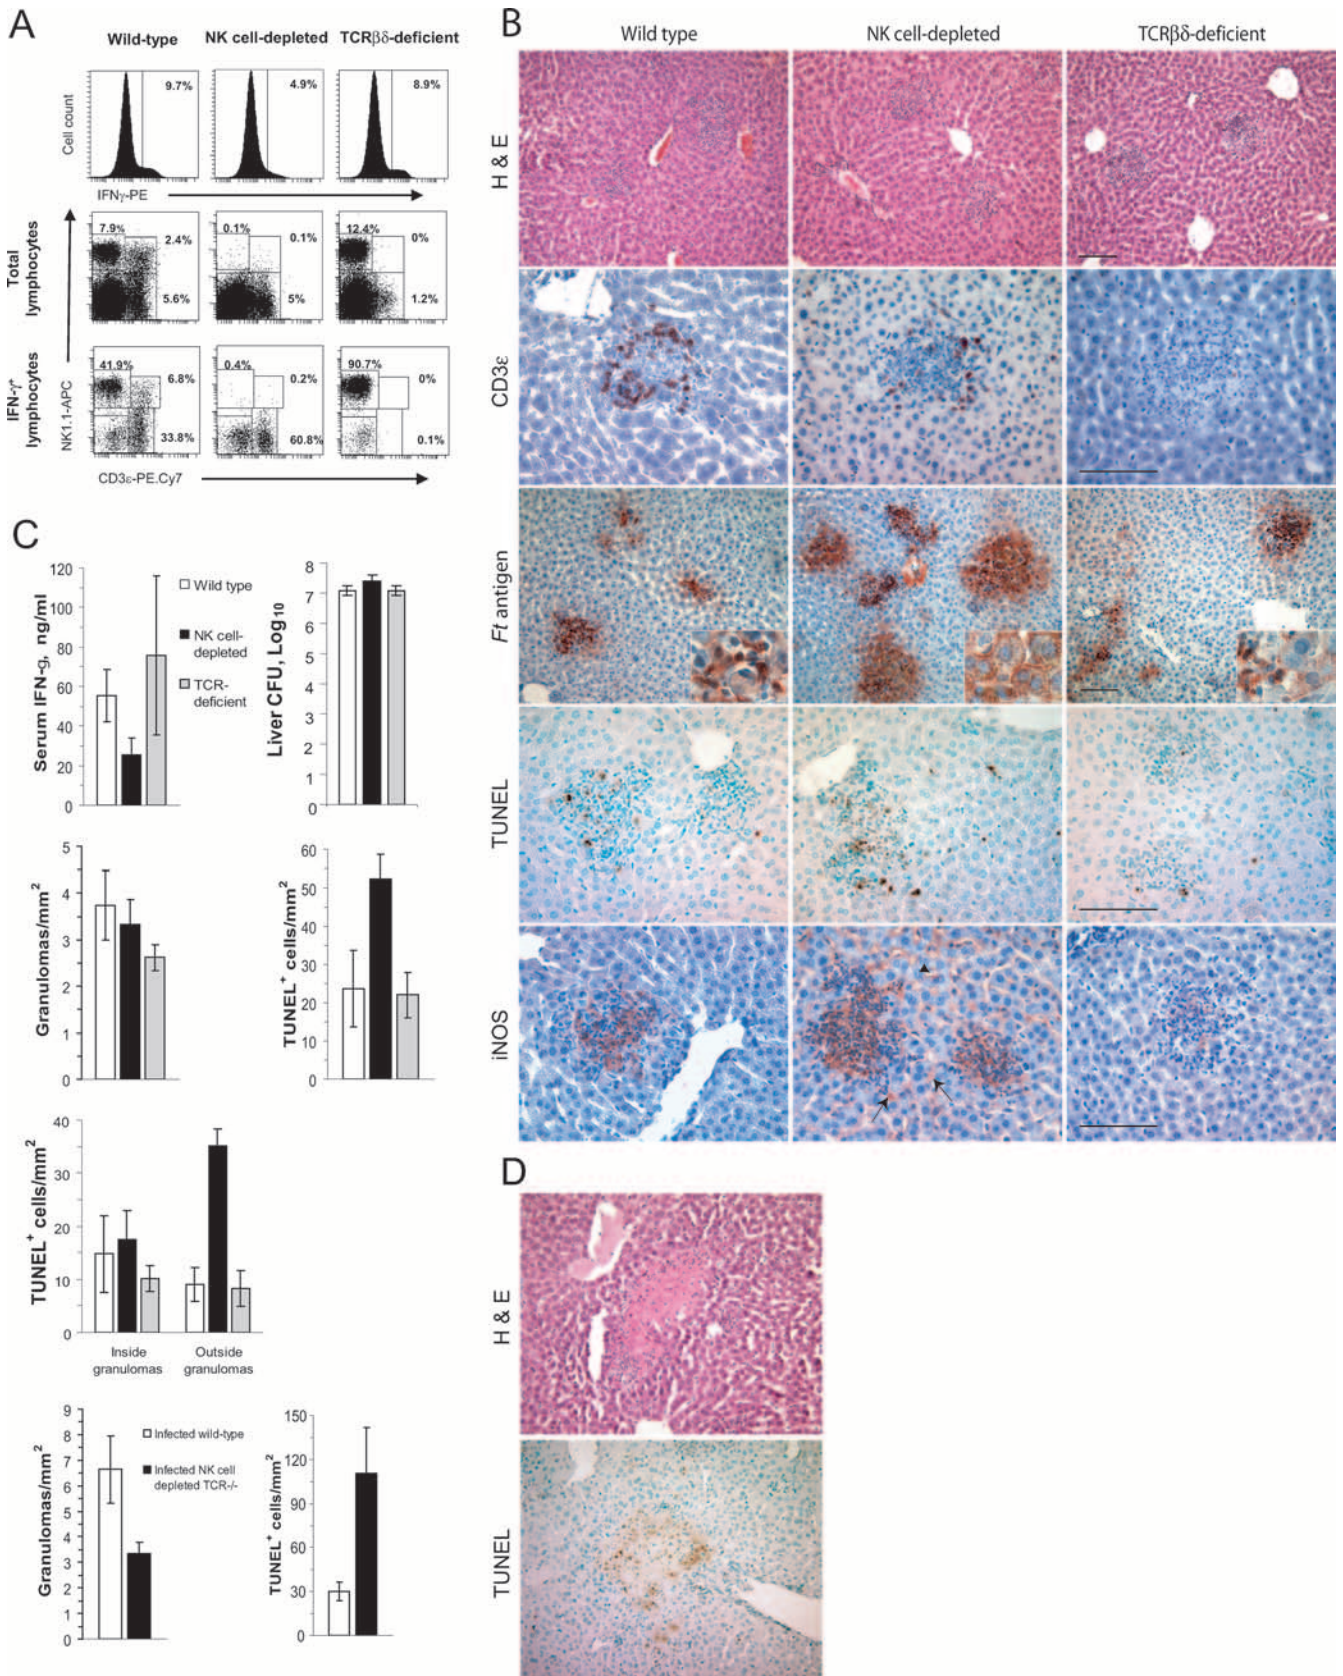 A
Wild-type NK cell-depleted TCRβδ-deficient
Cell count
9.7% 4.9% 8.9%
IFNγ-PE
Total lymphocytes
7.9% 2.4% 0.1% 0.1% 12.4% 0%
5.6% 5% 1.2%
IFN-γ+ lymphocytes
NK1.1-APC
41.9% 6.8% 0.4% 0.2% 90.7% 0%
33.8% 60.8% 0.1%
CD3ε-PE.Cy7
B
Wild type NK cell-depleted TCRβδ-deficient
H & E
CD3ε
Ft antigen
TUNEL
iNOS
C
Serum IFN-g, ng/ml
120
100
80
60
40
20
0
Wild type
NK cell-
depleted
TCR-
deficient
Liver CFU, Log10
8
7
6
5
4
3
2
1
0
Granulomas/mm2
5
4
3
2
1
0
TUNEL+ cells/mm2
60
50
40
30
20
10
0
TUNEL+ cells/mm2
40
30
20
10
0
Inside
granulomas
Outside
granulomas
Granulomas/mm2
9
8
7
6
5
4
3
2
1
0
Infected wild-type
Infected NK cell
depleted TCR-/-
TUNEL+ cells/mm2
150
120
90
60
30
0
D
H & E
TUNEL